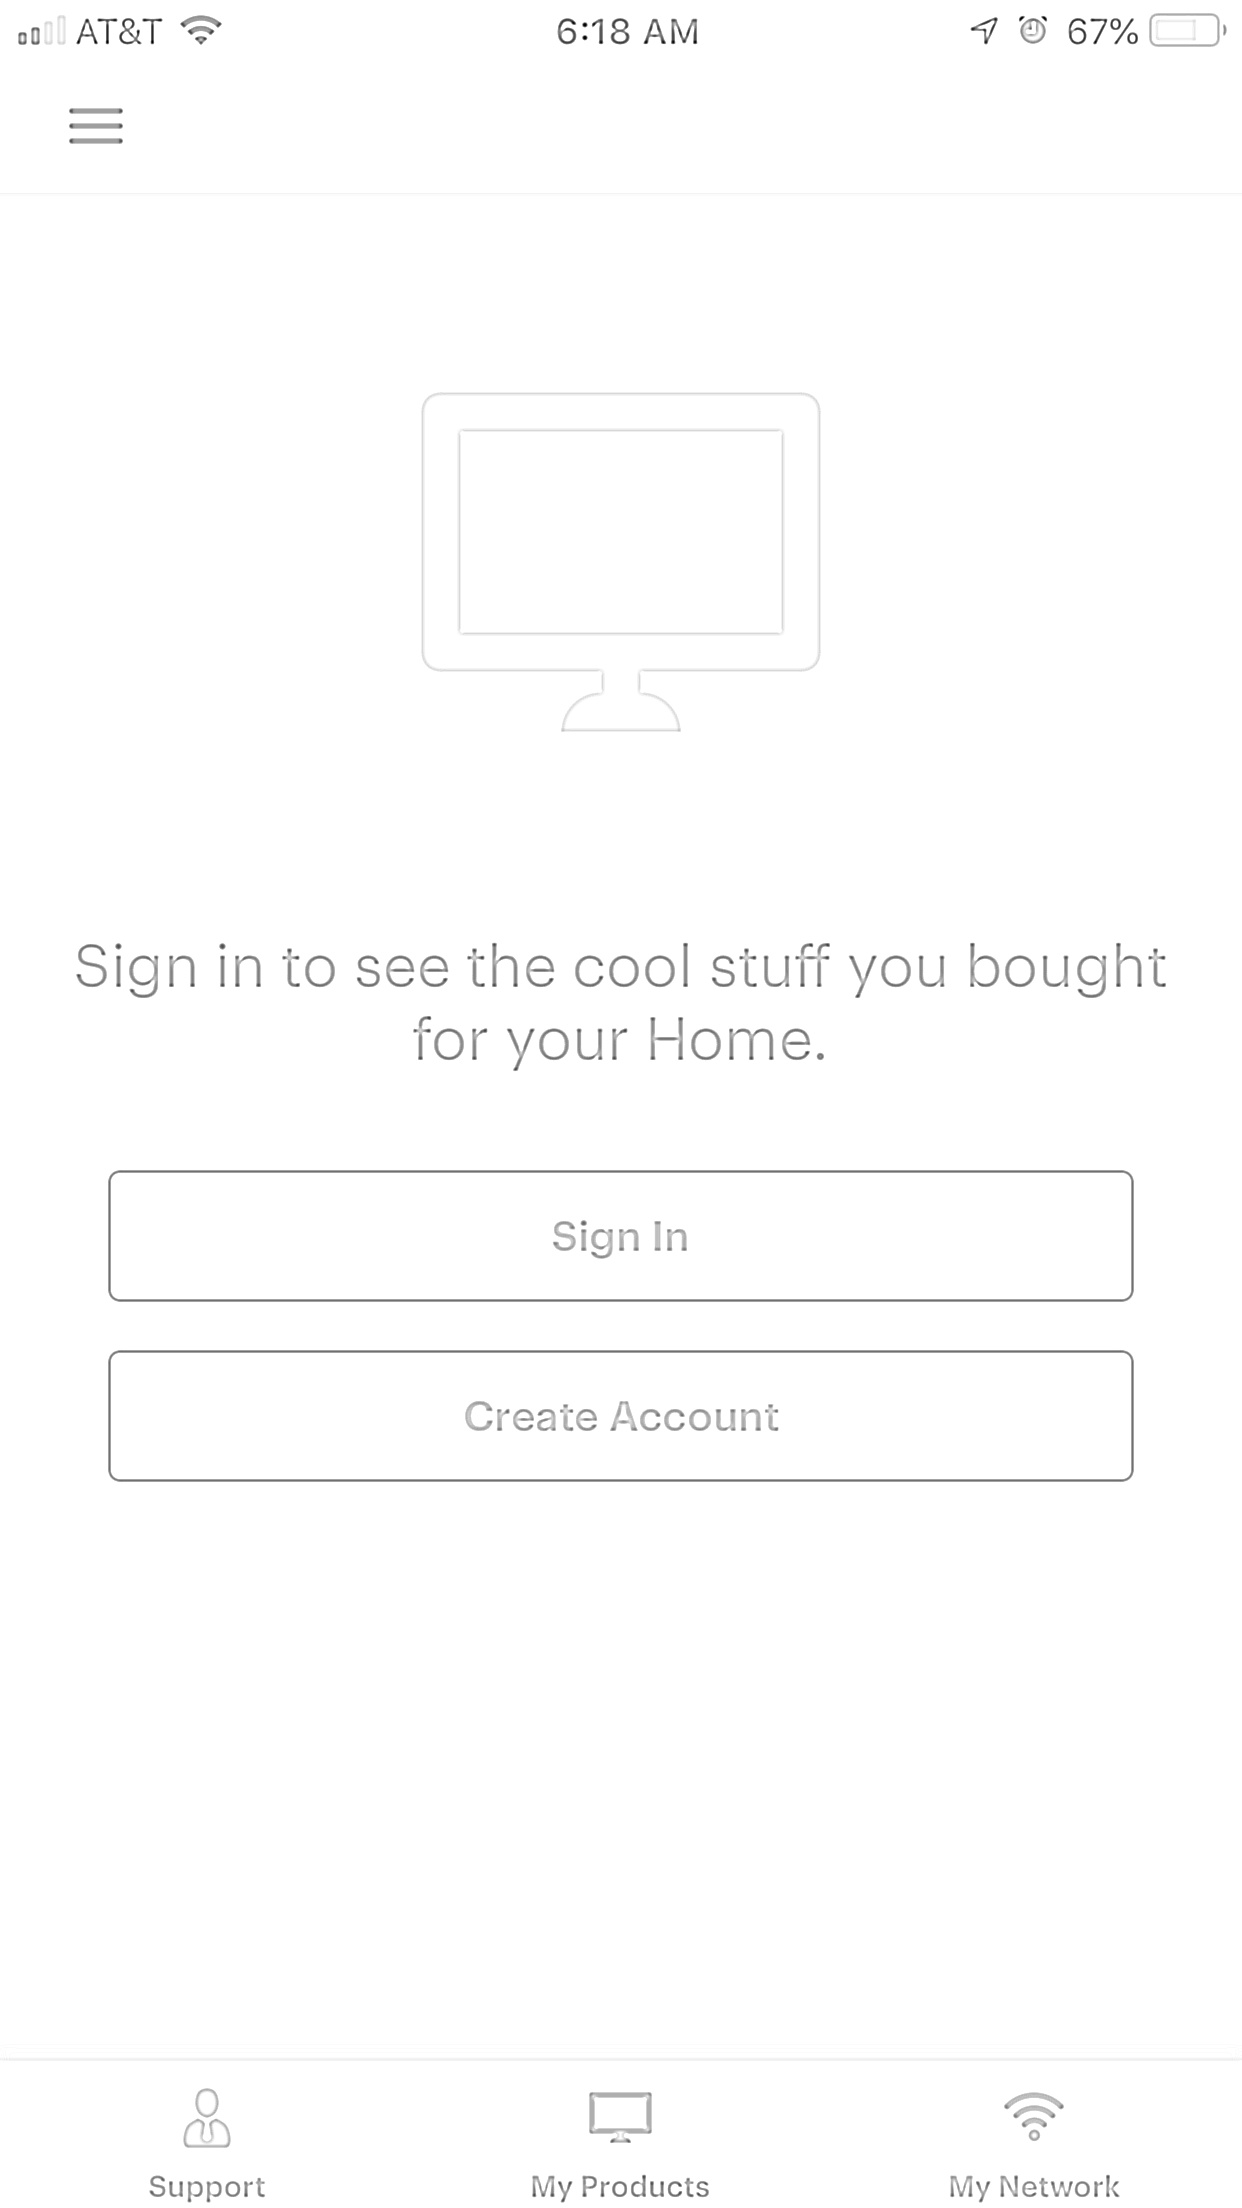 AT&T 6:18 AM 67%
Sign in to see the cool stuff you bought
for your Home.
Sign In
Create Account
Support My Products My Network